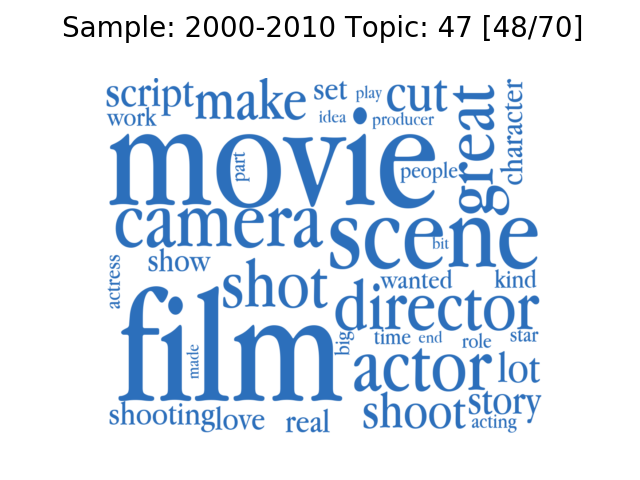 Sample: 2000-2010 Topic: 47 [48/70]
script make set play cut great character
work idea producer
movie part people
camera scene bit
actress show shot wanted kind
film made director
big time end role star
actor lot
shooting love real shoot story
acting